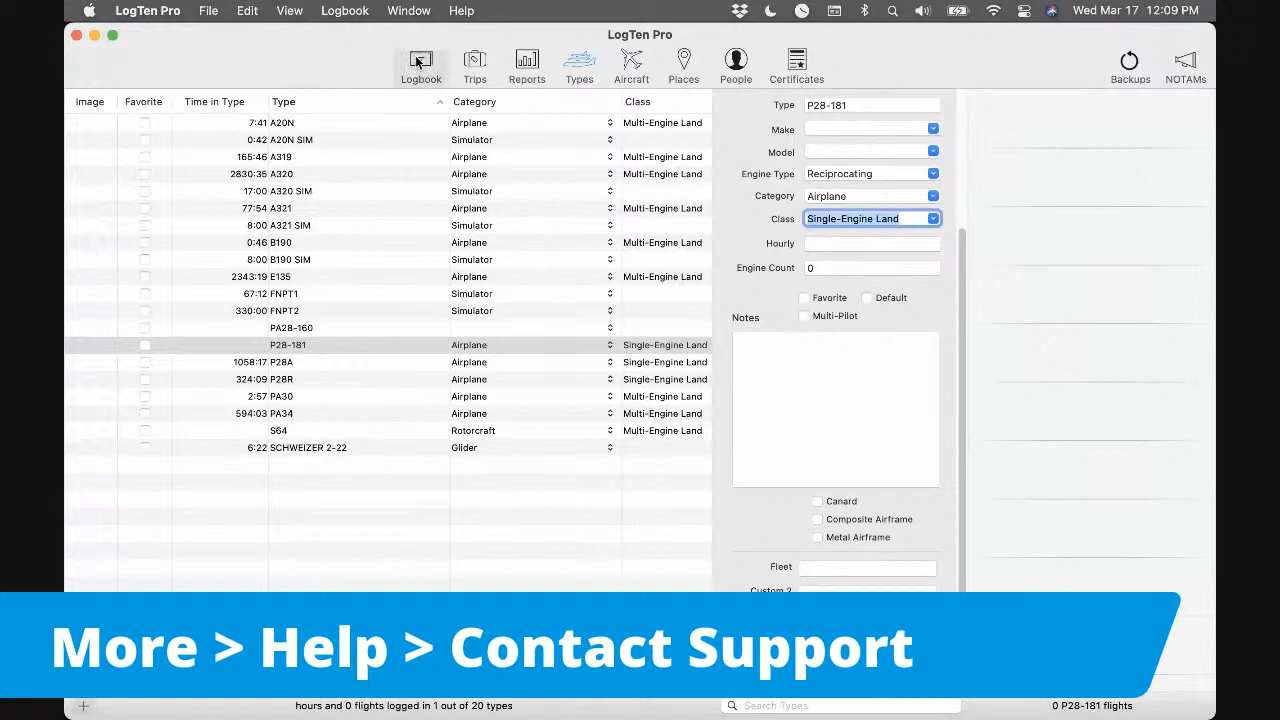 LogTen Pro File Edit View Logbook Window Help Wed Mar 17 12:09 PM
LogTen Pro
Logbook Trips Reports Types Aircraft Places People Certificates Backups NOTAMs
Image Favorite Time in Type Type Category Class
7:41 A20N Airplane Multi-Engine Land
0:42 A20N SIM Simulator
165:46 A319 Airplane Multi-Engine Land
2830:35 A320 Airplane Multi-Engine Land
17:00 A320 SIM Simulator
77:54 A321 Airplane Multi-Engine Land
8:00 A321 SIM Simulator
0:46 B190 Airplane Multi-Engine Land
8:00 B190 SIM Simulator
2343:19 E135 Airplane Multi-Engine Land
67:12 FNPT1 Simulator
330:00 FNPT2 Simulator
PA28-160
P28-181 Airplane Single-Engine Land
1058:17 P28A Airplane Single-Engine Land
324:09 P28R Airplane Single-Engine Land
2:57 PA30 Airplane Multi-Engine Land
594:03 PA34 Airplane Multi-Engine Land
S64 Rotorcraft Multi-Engine Land
6:22 SCHWEIZER 2-22 Glider
Type P28-181
Make
Model
Engine Type Reciprocating
Category Airplane
Class Single-Engine Land
Hourly
Engine Count 0
Favorite Default
Notes Multi-Pilot
Canard
Composite Airframe
Metal Airframe
Fleet
Custom 2
More > Help > Contact Support
hours and 0 flights logged in 1 out of 20 types Search Types 0 P28-181 flights